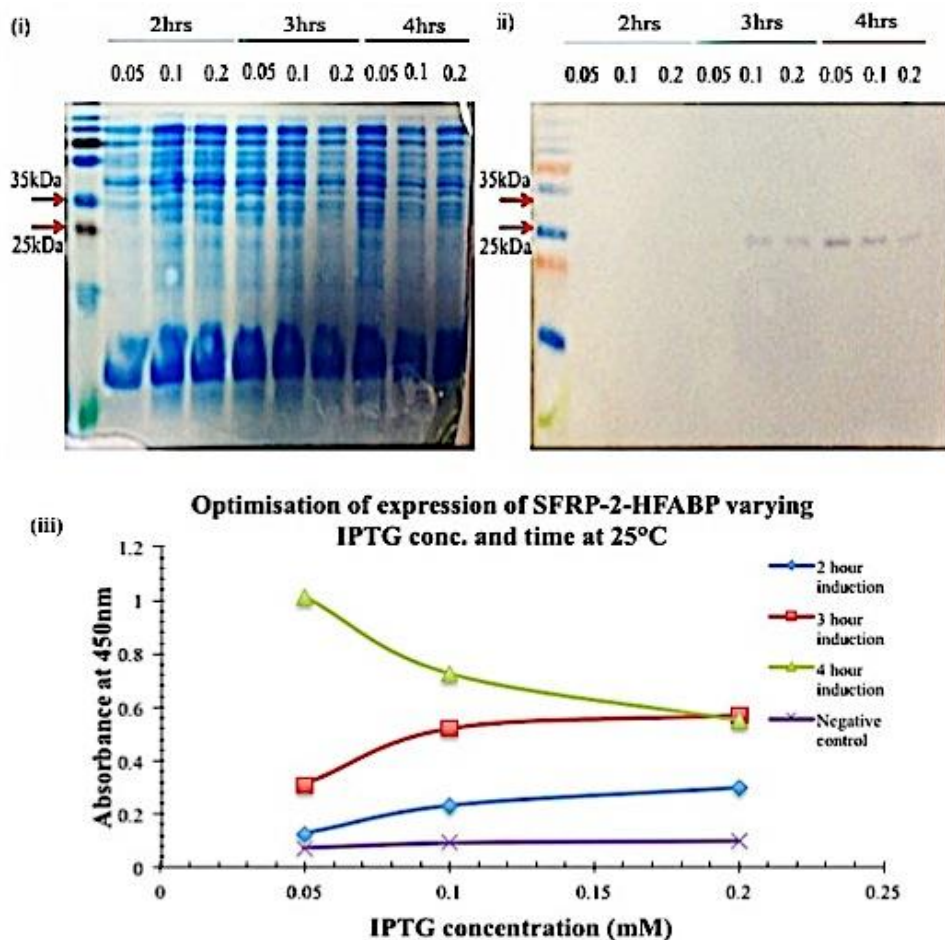 (i)
2hrs 3hrs 4hrs
0.05 0.1 0.2 0.05 0.1 0.2 0.05 0.1 0.2
35kDa
25kDa
ii)
2hrs 3hrs 4hrs
0.05 0.1 0.2 0.05 0.1 0.2 0.05 0.1 0.2
35kDa
25kDa
(iii)
Optimisation of expression of SFRP-2-HFABP varying
IPTG conc. and time at 25°C
Absorbance at 450nm
1.2
1
0.8
0.6
0.4
0.2
0
0 0.05 0.1 0.15 0.2 0.25
IPTG concentration (mM)
2 hour
induction
3 hour
induction
4 hour
induction
Negative
control